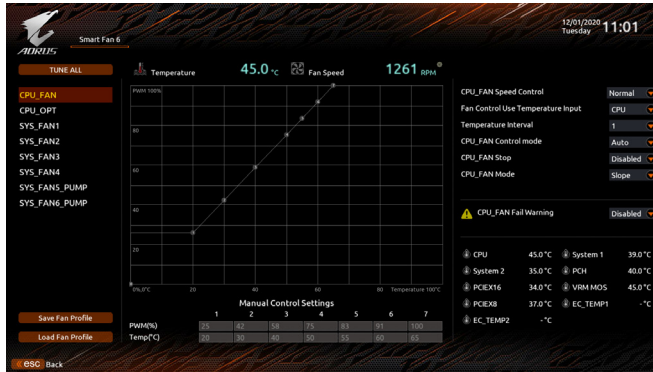 12/01/2020 11:01
Tuesday
AORUS
Smart Fan 6
TUNE ALL
CPU_FAN
CPU_OPT
SYS_FAN1
SYS_FAN2
SYS_FAN3
SYS_FAN4
SYS_FAN5_PUMP
SYS_FAN6_PUMP
Save Fan Profile
Load Fan Profile
esc Back
Temperature 45.0 °C Fan Speed 1261 RPM
PWM 100%
80
60
40
20
0%,0°C 20 40 60 80 Temperature 100°C
Manual Control Settings
1 2 3 4 5 6 7
PWM(%) 25 42 58 75 83 91 100
Temp(°C) 20 30 40 50 55 60 65
CPU_FAN Speed Control Normal
Fan Control Use Temperature Input CPU
Temperature Interval 1
CPU_FAN Control mode Auto
CPU_FAN Stop Disabled
CPU_FAN Mode Slope
CPU_FAN Fail Warning Disabled
CPU 45.0°C System 1 39.0°C
System 2 35.0°C PCH 40.0°C
PCIEX16 34.0°C VRM MOS 45.0°C
PCIEX8 37.0°C EC_TEMP1 -°C
EC_TEMP2 -°C